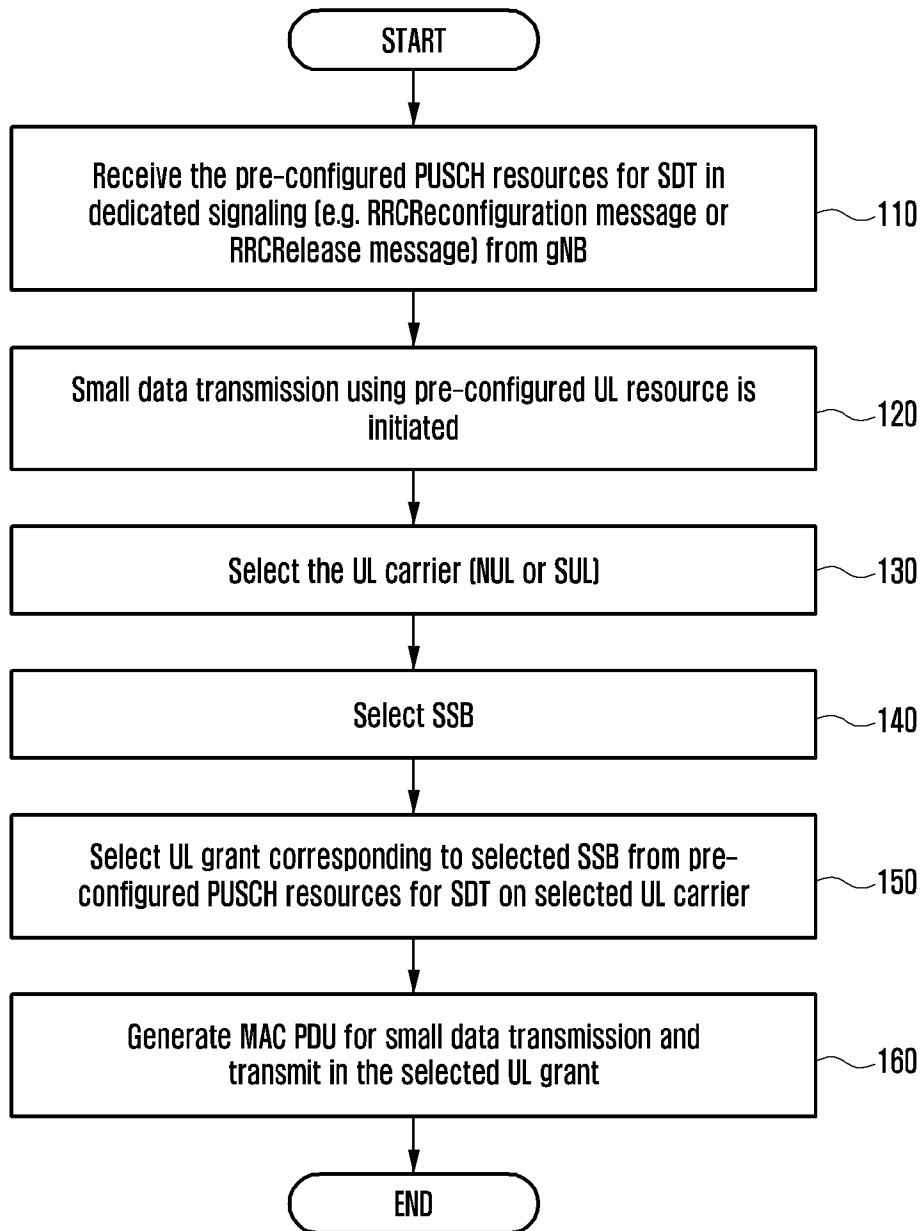 START
Receive the pre-configured PUSCH resources for SDT in
dedicated signaling (e.g. RRCReconfiguration message or
RRCRelease message) from gNB
110
Small data transmission using pre-configured UL resource is
initiated
120
Select the UL carrier (NUL or SUL)
130
Select SSB
140
Select UL grant corresponding to selected SSB from pre-
configured PUSCH resources for SDT on selected UL carrier
150
Generate MAC PDU for small data transmission and
transmit in the selected UL grant
160
END